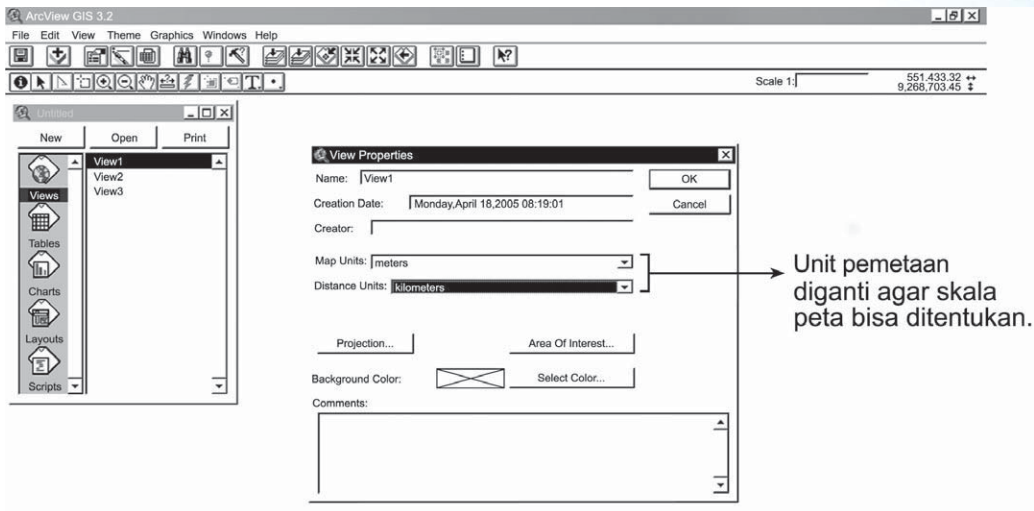 ArcView GIS 3.2
File Edit View Theme Graphics Windows Help
Scale 1:
551.433.32
9,268,703.45
Untitled
New Open Print
View1
View2
View3
Views
Tables
Charts
Layouts
Scripts
View Properties
Name: View1
OK
Creation Date: Monday,April 18,2005 08:19:01
Cancel
Creator:
Map Units: meters
Distance Units: kilometers
Projection...
Area Of Interest...
Background Color:
Select Color...
Comments:
Unit pemetaan
diganti agar skala
peta bisa ditentukan.